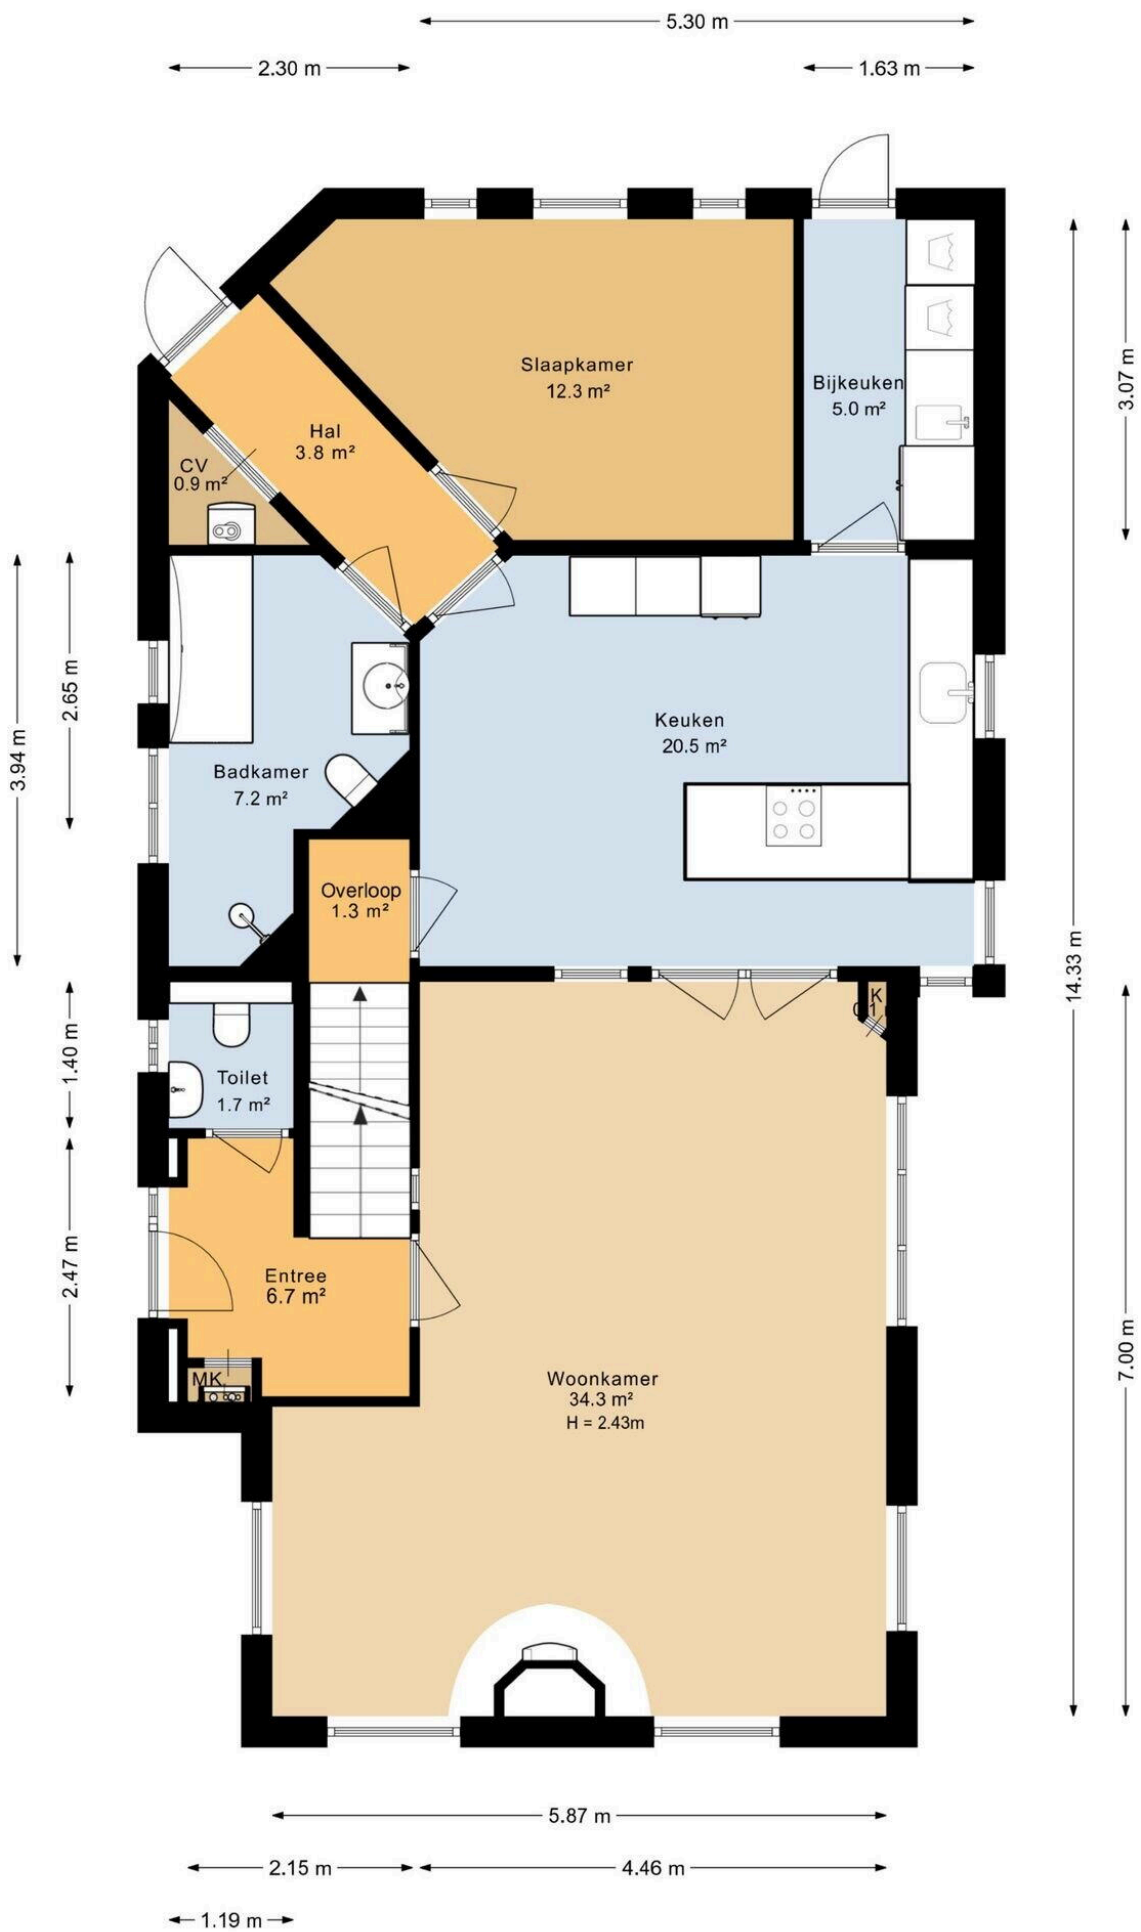 5.30 m
2.30 m
1.63 m
Slaapkamer
12.3 m²
Bijkeuken
5.0 m²
3.07 m
Hal
3.8 m²
CV
0.9 m²
2.65 m
3.94 m
Keuken
20.5 m²
Badkamer
7.2 m²
Overloop
1.3 m²
14.33 m
K
1.40 m
Toilet
1.7 m²
2.47 m
Entree
6.7 m²
7.00 m
MK
Woonkamer
34.3 m²
H = 2.43m
5.87 m
2.15 m
4.46 m
1.19 m